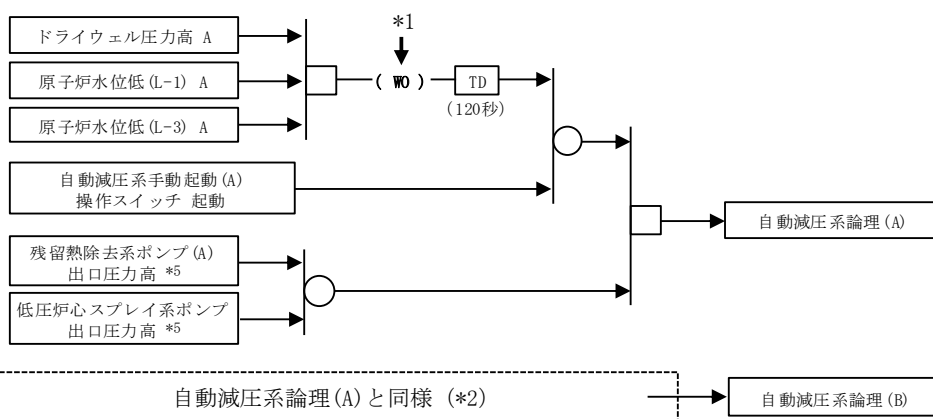 *1
ドライウェル圧力高 A
原子炉水位低(L-1) A
原子炉水位低(L-3) A
( WO )
TD
(120秒)
自動減圧系手動起動(A)
操作スイッチ 起動
自動減圧系論理(A)
残留熱除去系ポンプ(A)
出口圧力高 *5
低圧炉心スプレイ系ポンプ
出口圧力高 *5
自動減圧系論理(A)と同様 (*2)
自動減圧系論理(B)